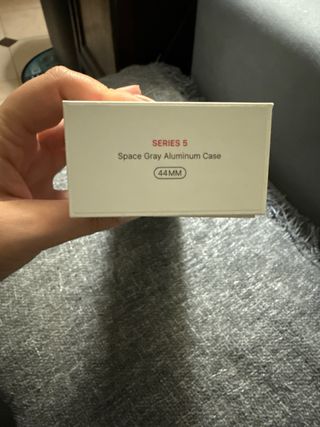 SERIES 5
Space Gray Aluminum Case
44MM